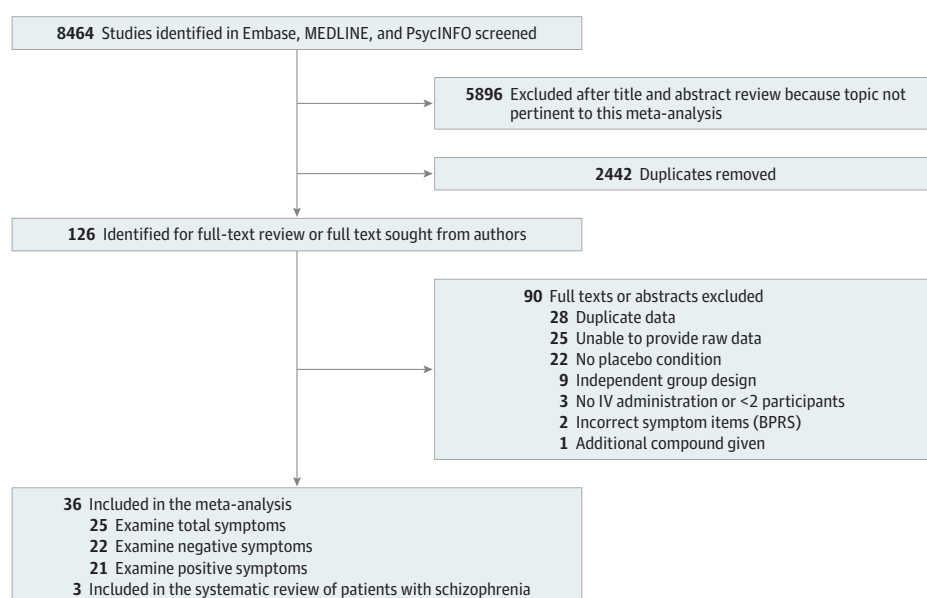 8464 Studies identified in Embase, MEDLINE, and PsycINFO screened
5896 Excluded after title and abstract review because topic not
pertinent to this meta-analysis
2442 Duplicates removed
126 Identified for full-text review or full text sought from authors
90 Full texts or abstracts excluded
28 Duplicate data
25 Unable to provide raw data
22 No placebo condition
9 Independent group design
3 No IV administration or <2 participants
2 Incorrect symptom items (BPRS)
1 Additional compound given
36 Included in the meta-analysis
25 Examine total symptoms
22 Examine negative symptoms
21 Examine positive symptoms
3 Included in the systematic review of patients with schizophrenia